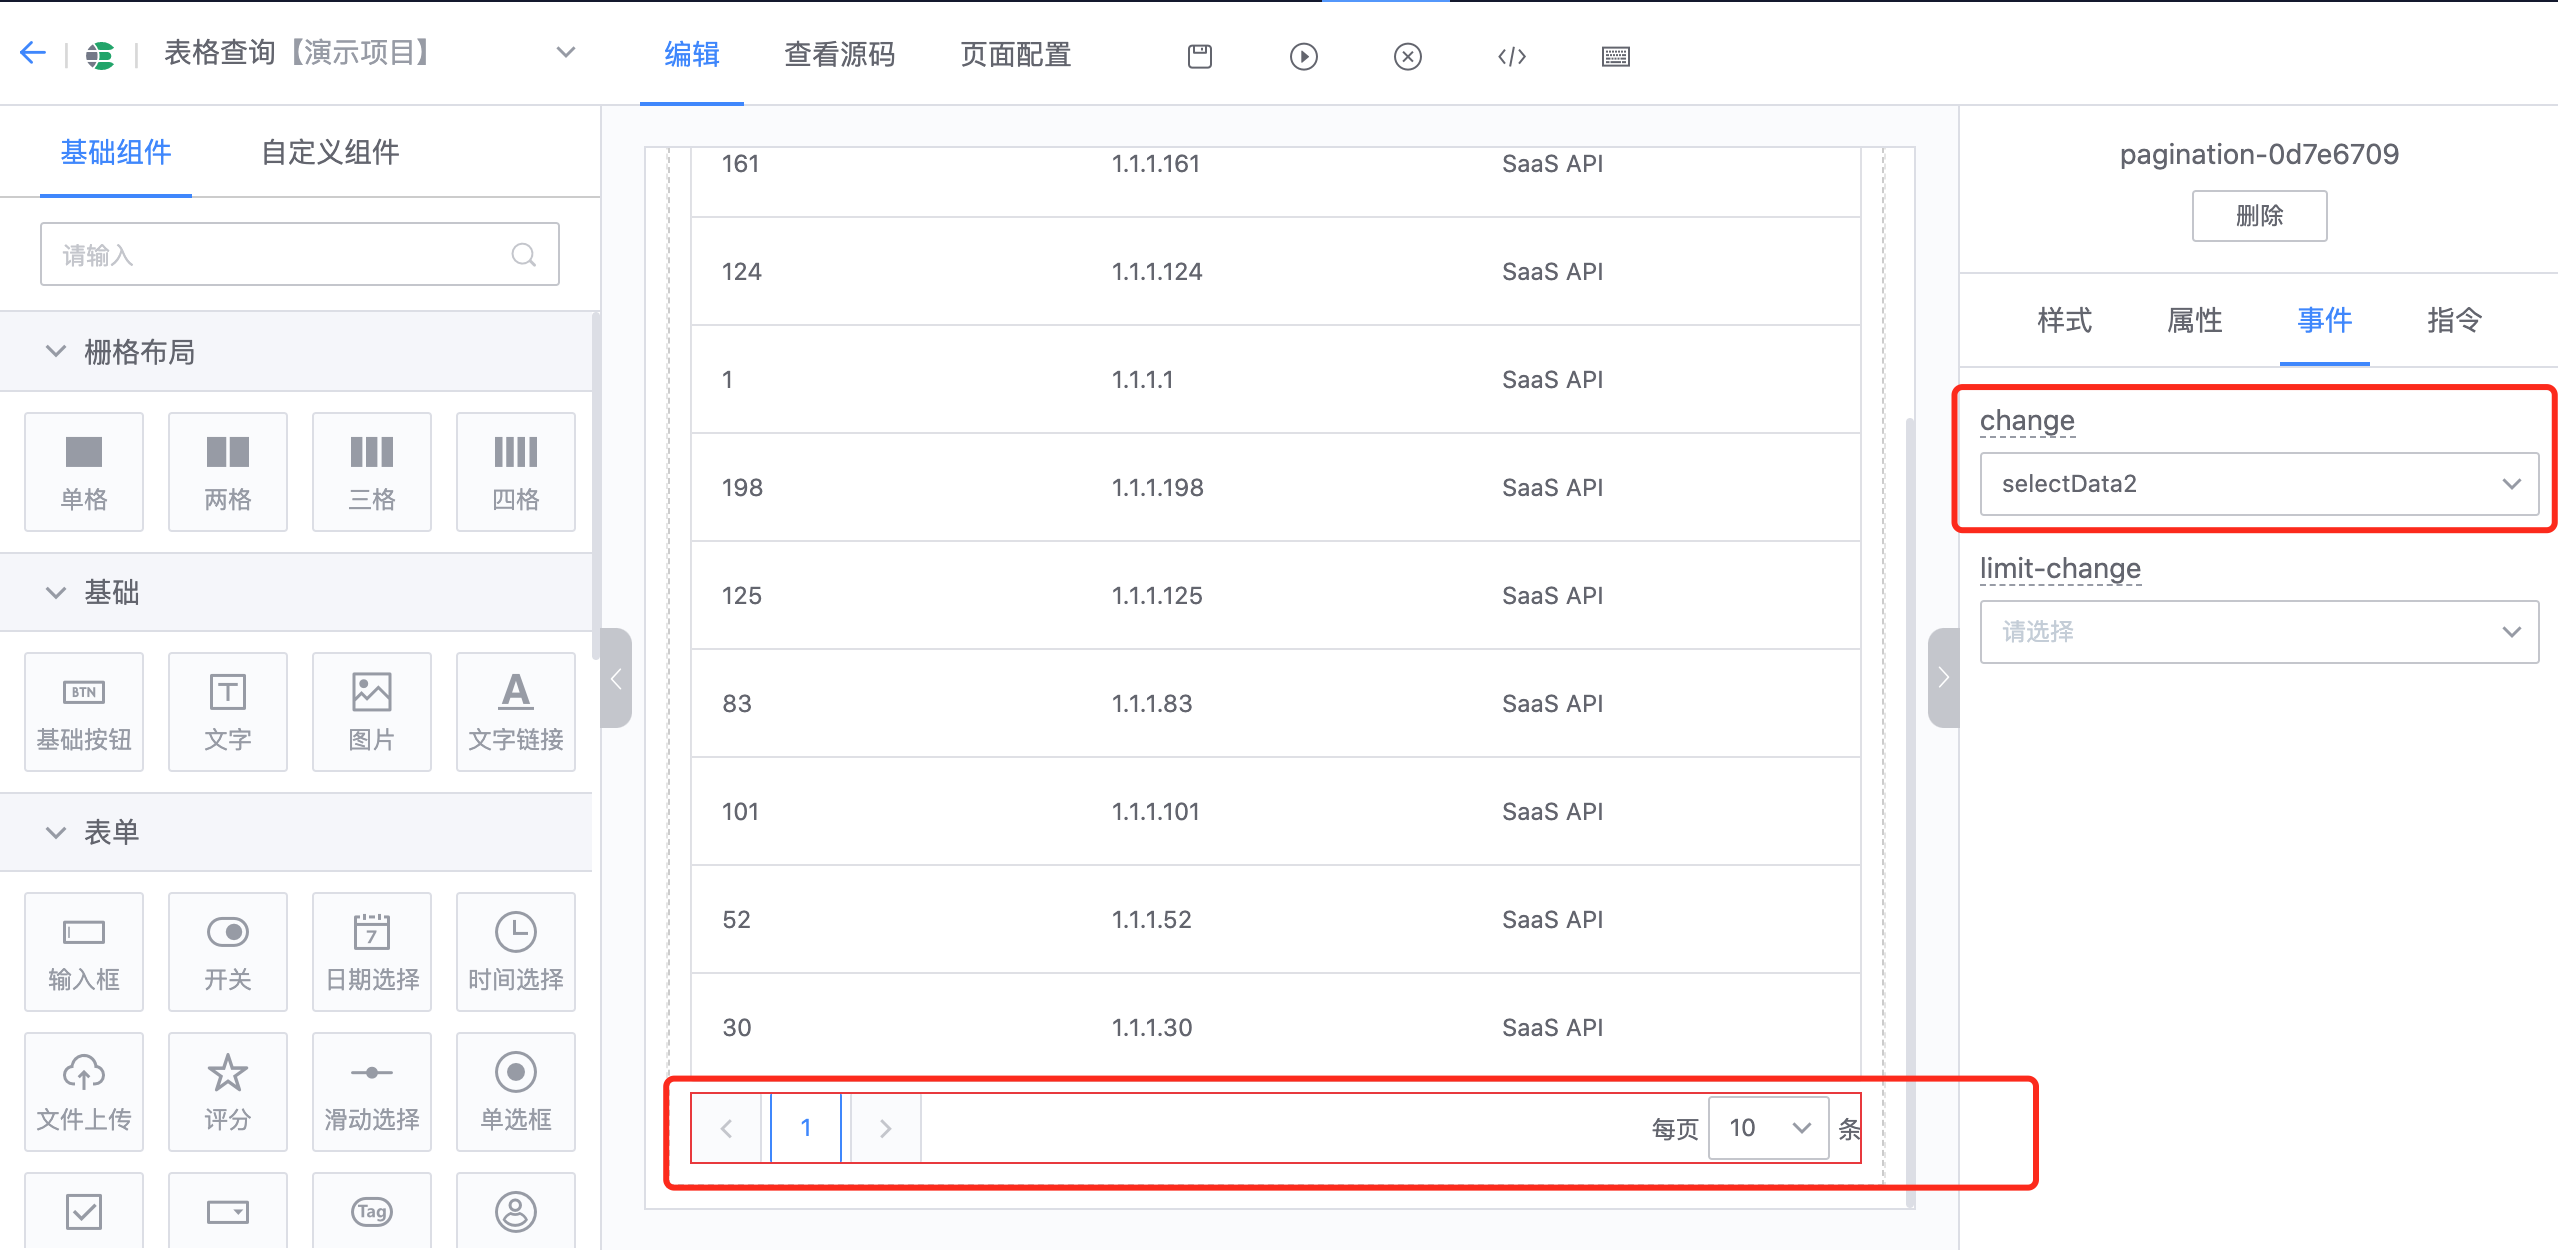 表格查询【演示项目】
编辑
查看源码
页面配置
基础组件
自定义组件
请输入
栅格布局
单格
两格
三格
四格
基础
BTN
基础按钮
T
文字
图片
A
文字链接
表单
输入框
开关
7
日期选择
时间选择
文件上传
评分
滑动选择
单选框
Tag
161 1.1.1.161 SaaS API
124 1.1.1.124 SaaS API
1 1.1.1.1 SaaS API
198 1.1.1.198 SaaS API
125 1.1.1.125 SaaS API
83 1.1.1.83 SaaS API
101 1.1.1.101 SaaS API
52 1.1.1.52 SaaS API
30 1.1.1.30 SaaS API
1
每页 10 条
pagination-0d7e6709
删除
样式
属性
事件
指令
change
selectData2
limit-change
请选择